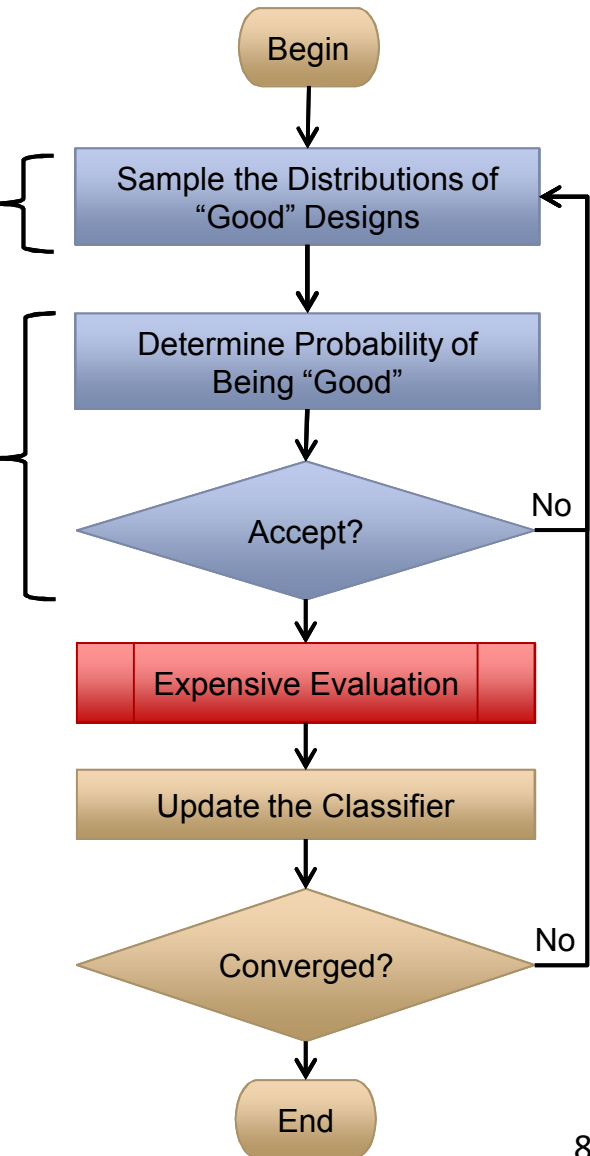 Begin
Sample the Distributions of
“Good” Designs
Determine Probability of
Being “Good”
Accept?
No
Expensive Evaluation
Update the Classifier
Converged?
No
End
8